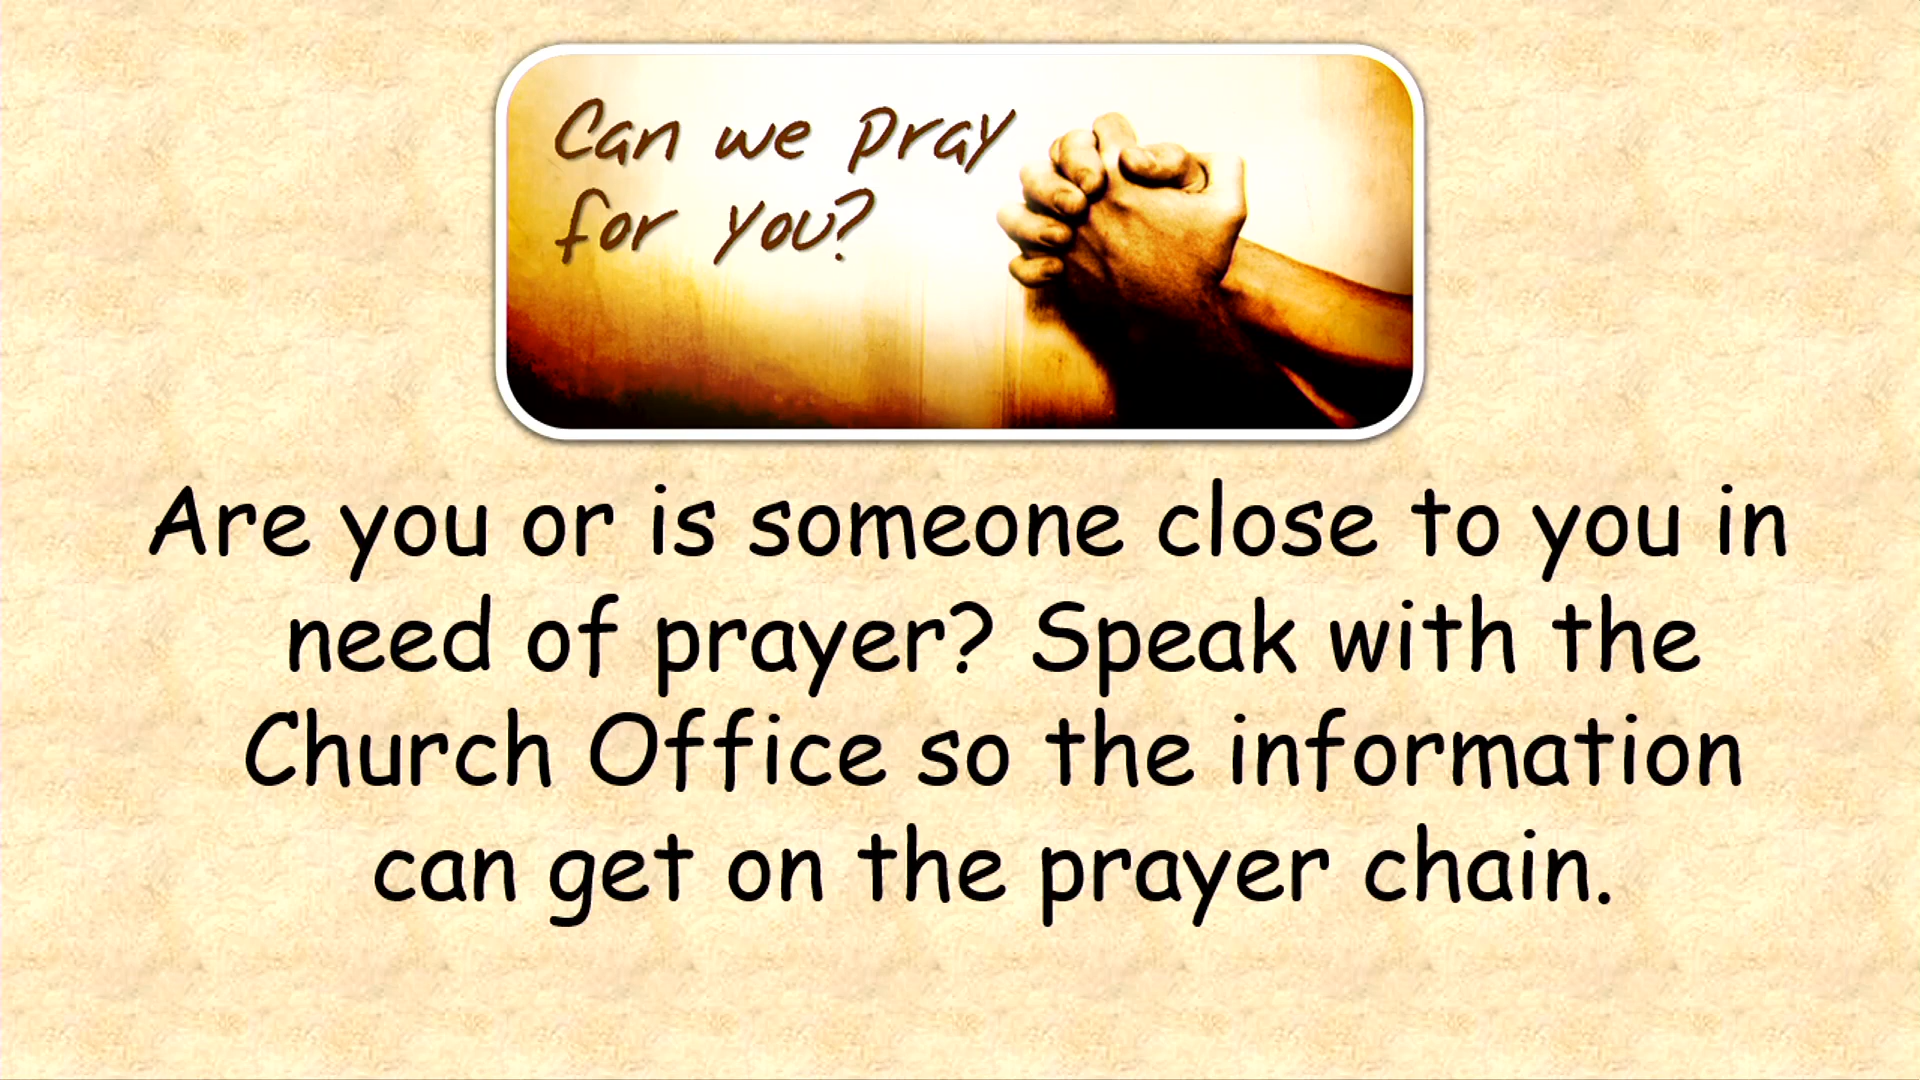 Can we pray
for you?
Are you or is someone close to you in
need of prayer? Speak with the
Church Office so the information
can get on the prayer chain.